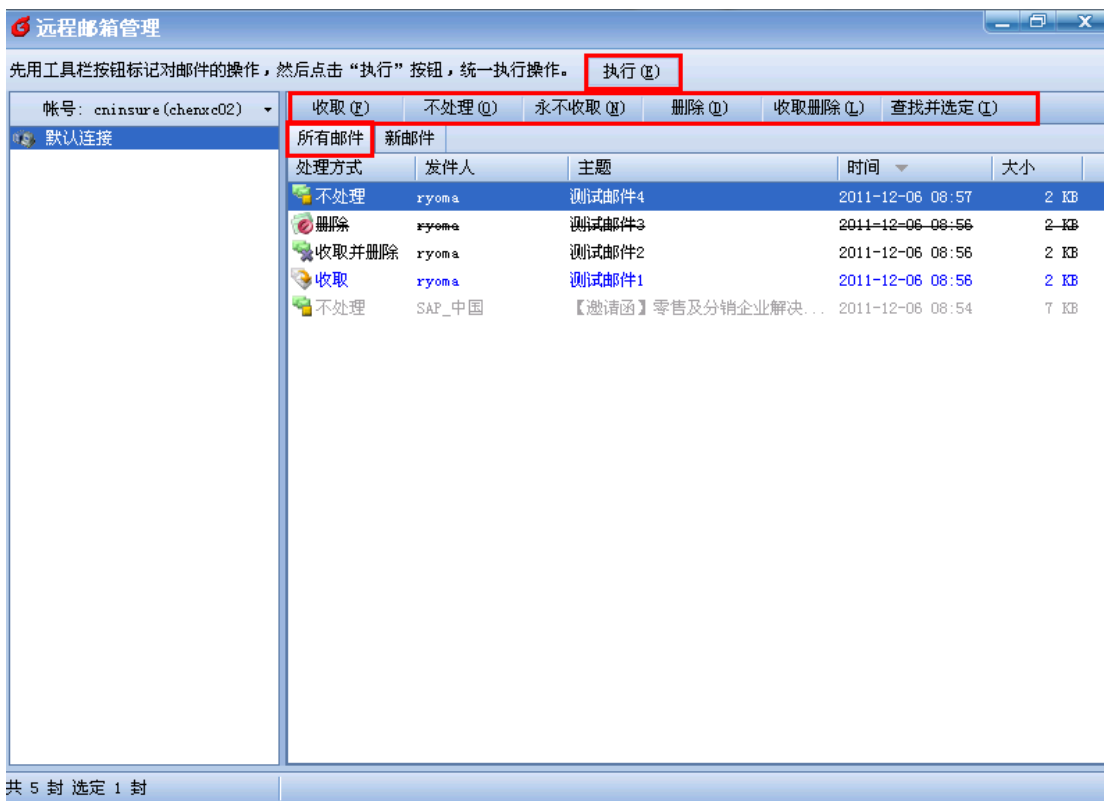 远程邮箱管理
先用工具栏按钮标记对邮件的操作，然后点击“执行”按钮，统一执行操作。 执行(E)
帐号: cninsure(chenxc02) 收取(F) 不处理(O) 永不收取(N) 删除(D) 收取删除(L) 查找并选定(I)
默认连接 所有邮件 新邮件
处理方式 发件人 主题 时间 大小
不处理 ryoma 测试邮件4 2011-12-06 08:57 2 KB
删除 ryoma 测试邮件3 2011-12-06 08:56 2 KB
收取并删除 ryoma 测试邮件2 2011-12-06 08:56 2 KB
收取 ryoma 测试邮件1 2011-12-06 08:56 2 KB
不处理 SAP_中国 【邀请函】零售及分销企业解决... 2011-12-06 08:54 7 KB
共 5 封 选定 1 封